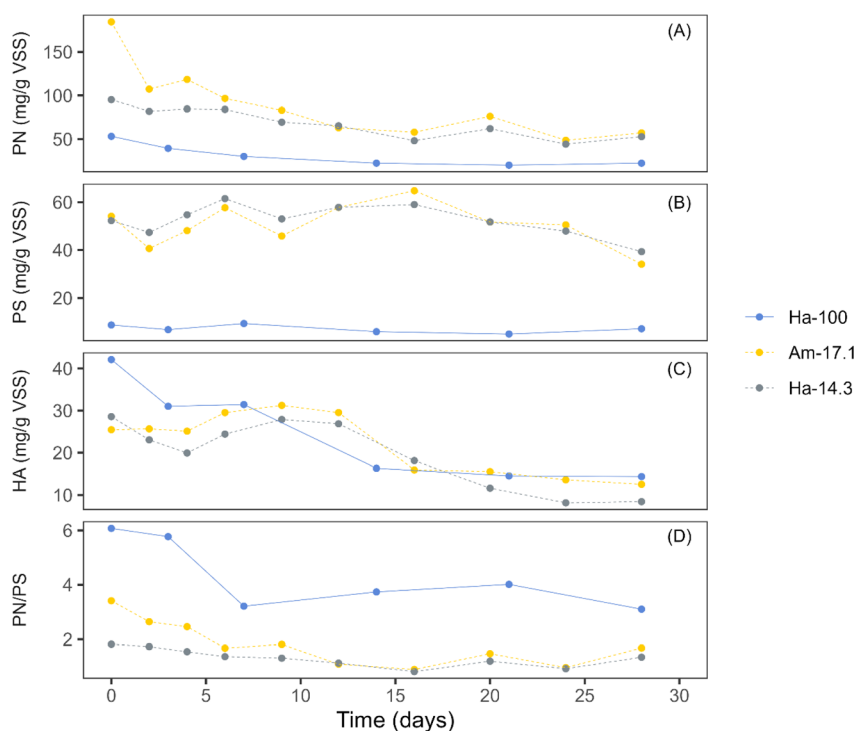 (A)
PN (mg/g VSS)
150
100
50
(B)
PS (mg/g VSS)
60
40
20
(C)
HA (mg/g VSS)
40
30
20
10
(D)
PN/PS
6
4
2
0 5 10 15 20 25 30
Time (days)
Ha-100
Am-17.1
Ha-14.3